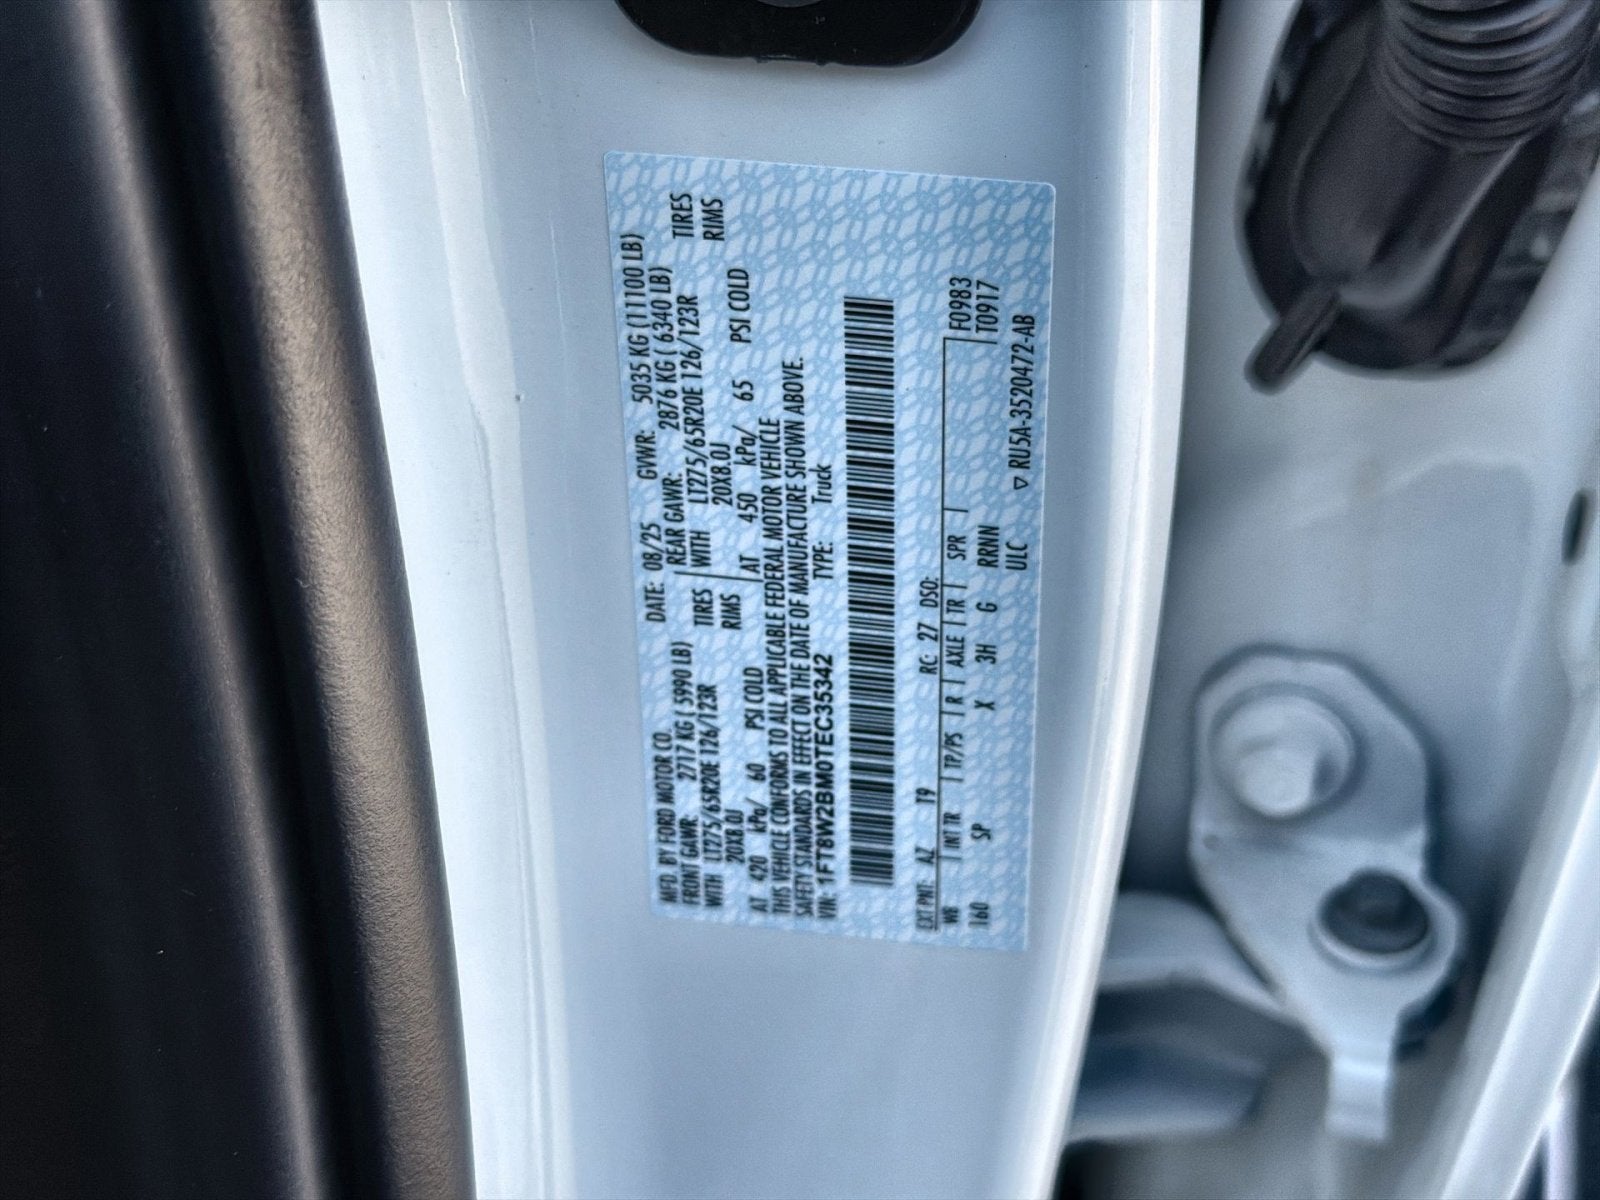 MFD. BY FORD MOTOR CO. DATE: 08/25 GVWR: 5035 KG (11100 LB)
FRONT GAWR: 2717 KG ( 5990 LB) REAR GAWR: 2876 KG ( 6340 LB)
WITH LT275/65R20E 126/123R TIRES WITH LT275/65R20E 126/123R TIRES
20X8.0J RIMS 20X8.0J RIMS
AT 420 kPa/ 60 PSI COLD AT 450 kPa/ 65 PSI COLD
THIS VEHICLE CONFORMS TO ALL APPLICABLE FEDERAL MOTOR VEHICLE
SAFETY STANDARDS IN EFFECT ON THE DATE OF MANUFACTURE SHOWN ABOVE.
VIN: 1FT8W2BM0TEC35342 TYPE: Truck
EXT PNT: AZ T9 RC: 27 DSO: F0983
WB INT TR TP/PS R AXLE TR SPR T0917
160 SP X 3H G RRNN
ULC ▽ RU5A-3520472-AB